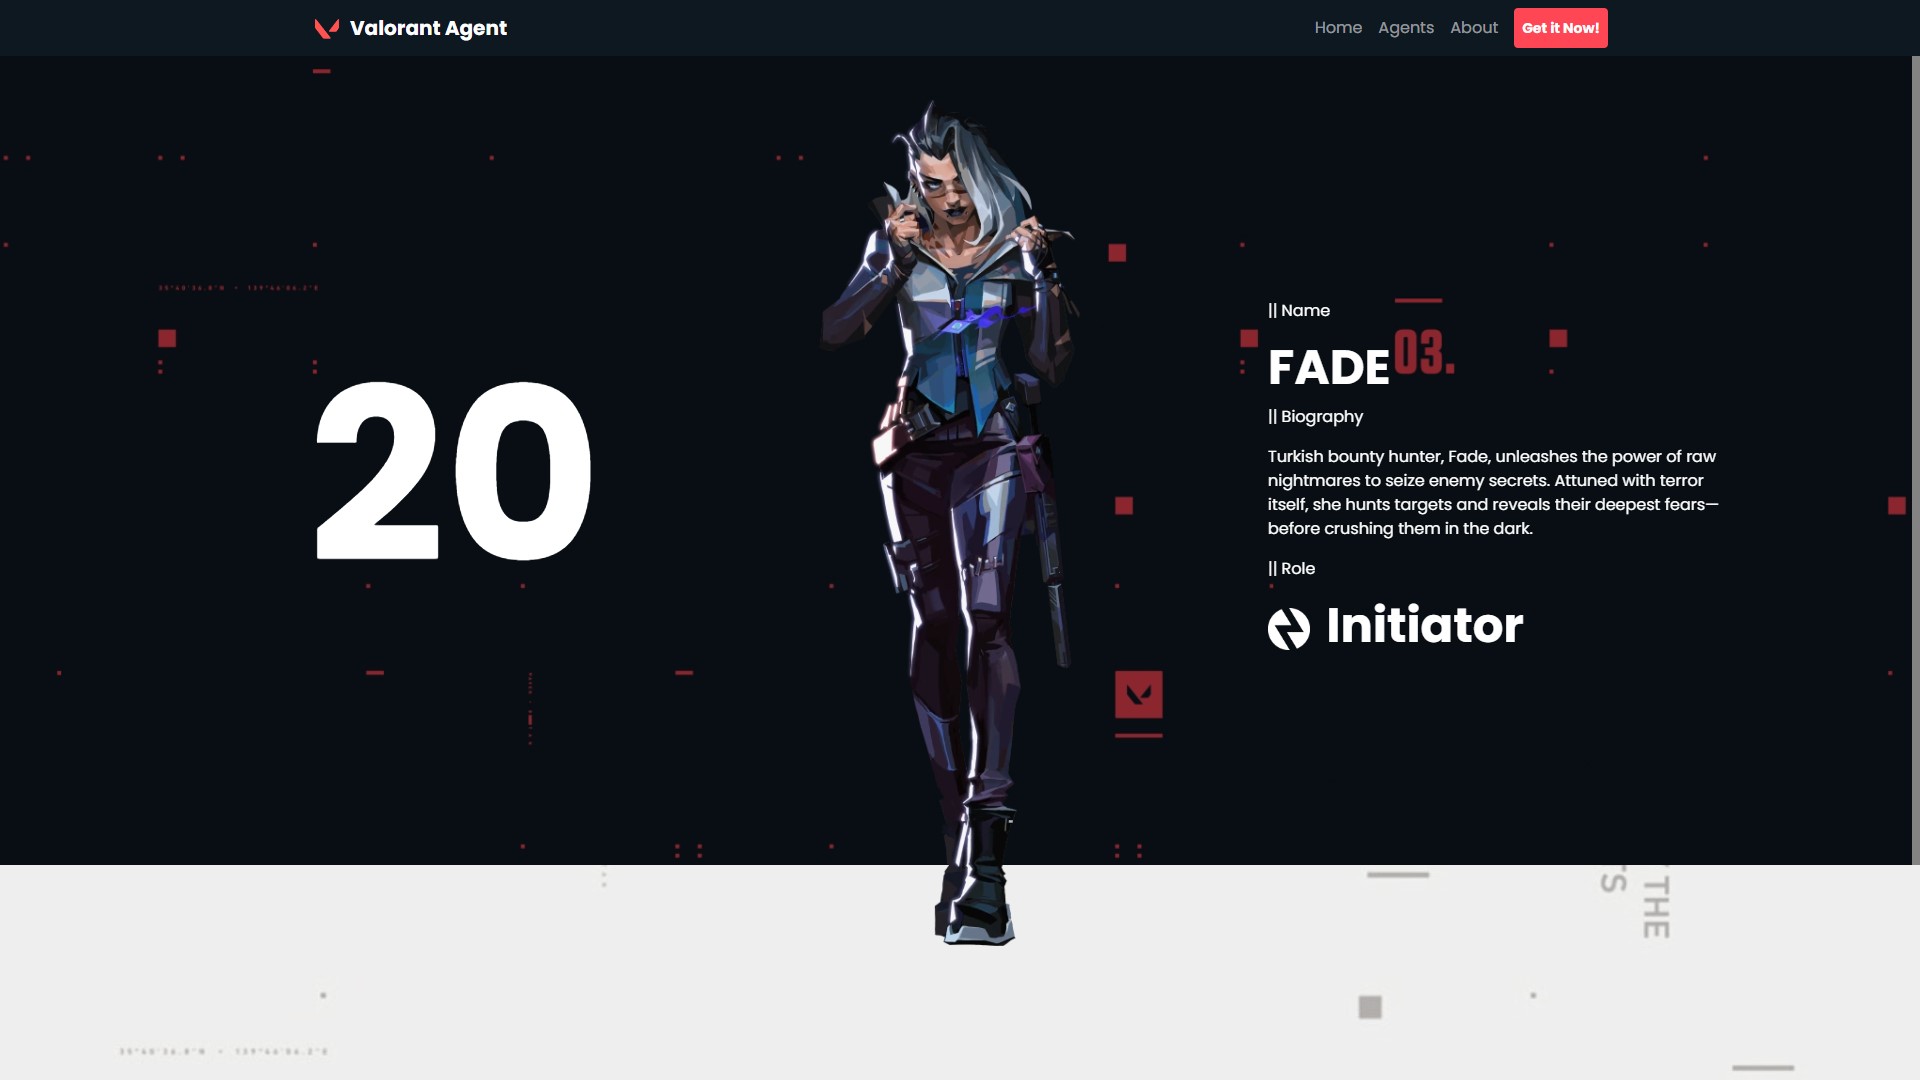 Valorant Agent
Home
Agents
About
Get it Now!
20
|| Name
FADE
03.
|| Biography
Turkish bounty hunter, Fade, unleashes the power of raw
nightmares to seize enemy secrets. Attuned with terror
itself, she hunts targets and reveals their deepest fears—
before crushing them in the dark.
|| Role
Initiator
THE